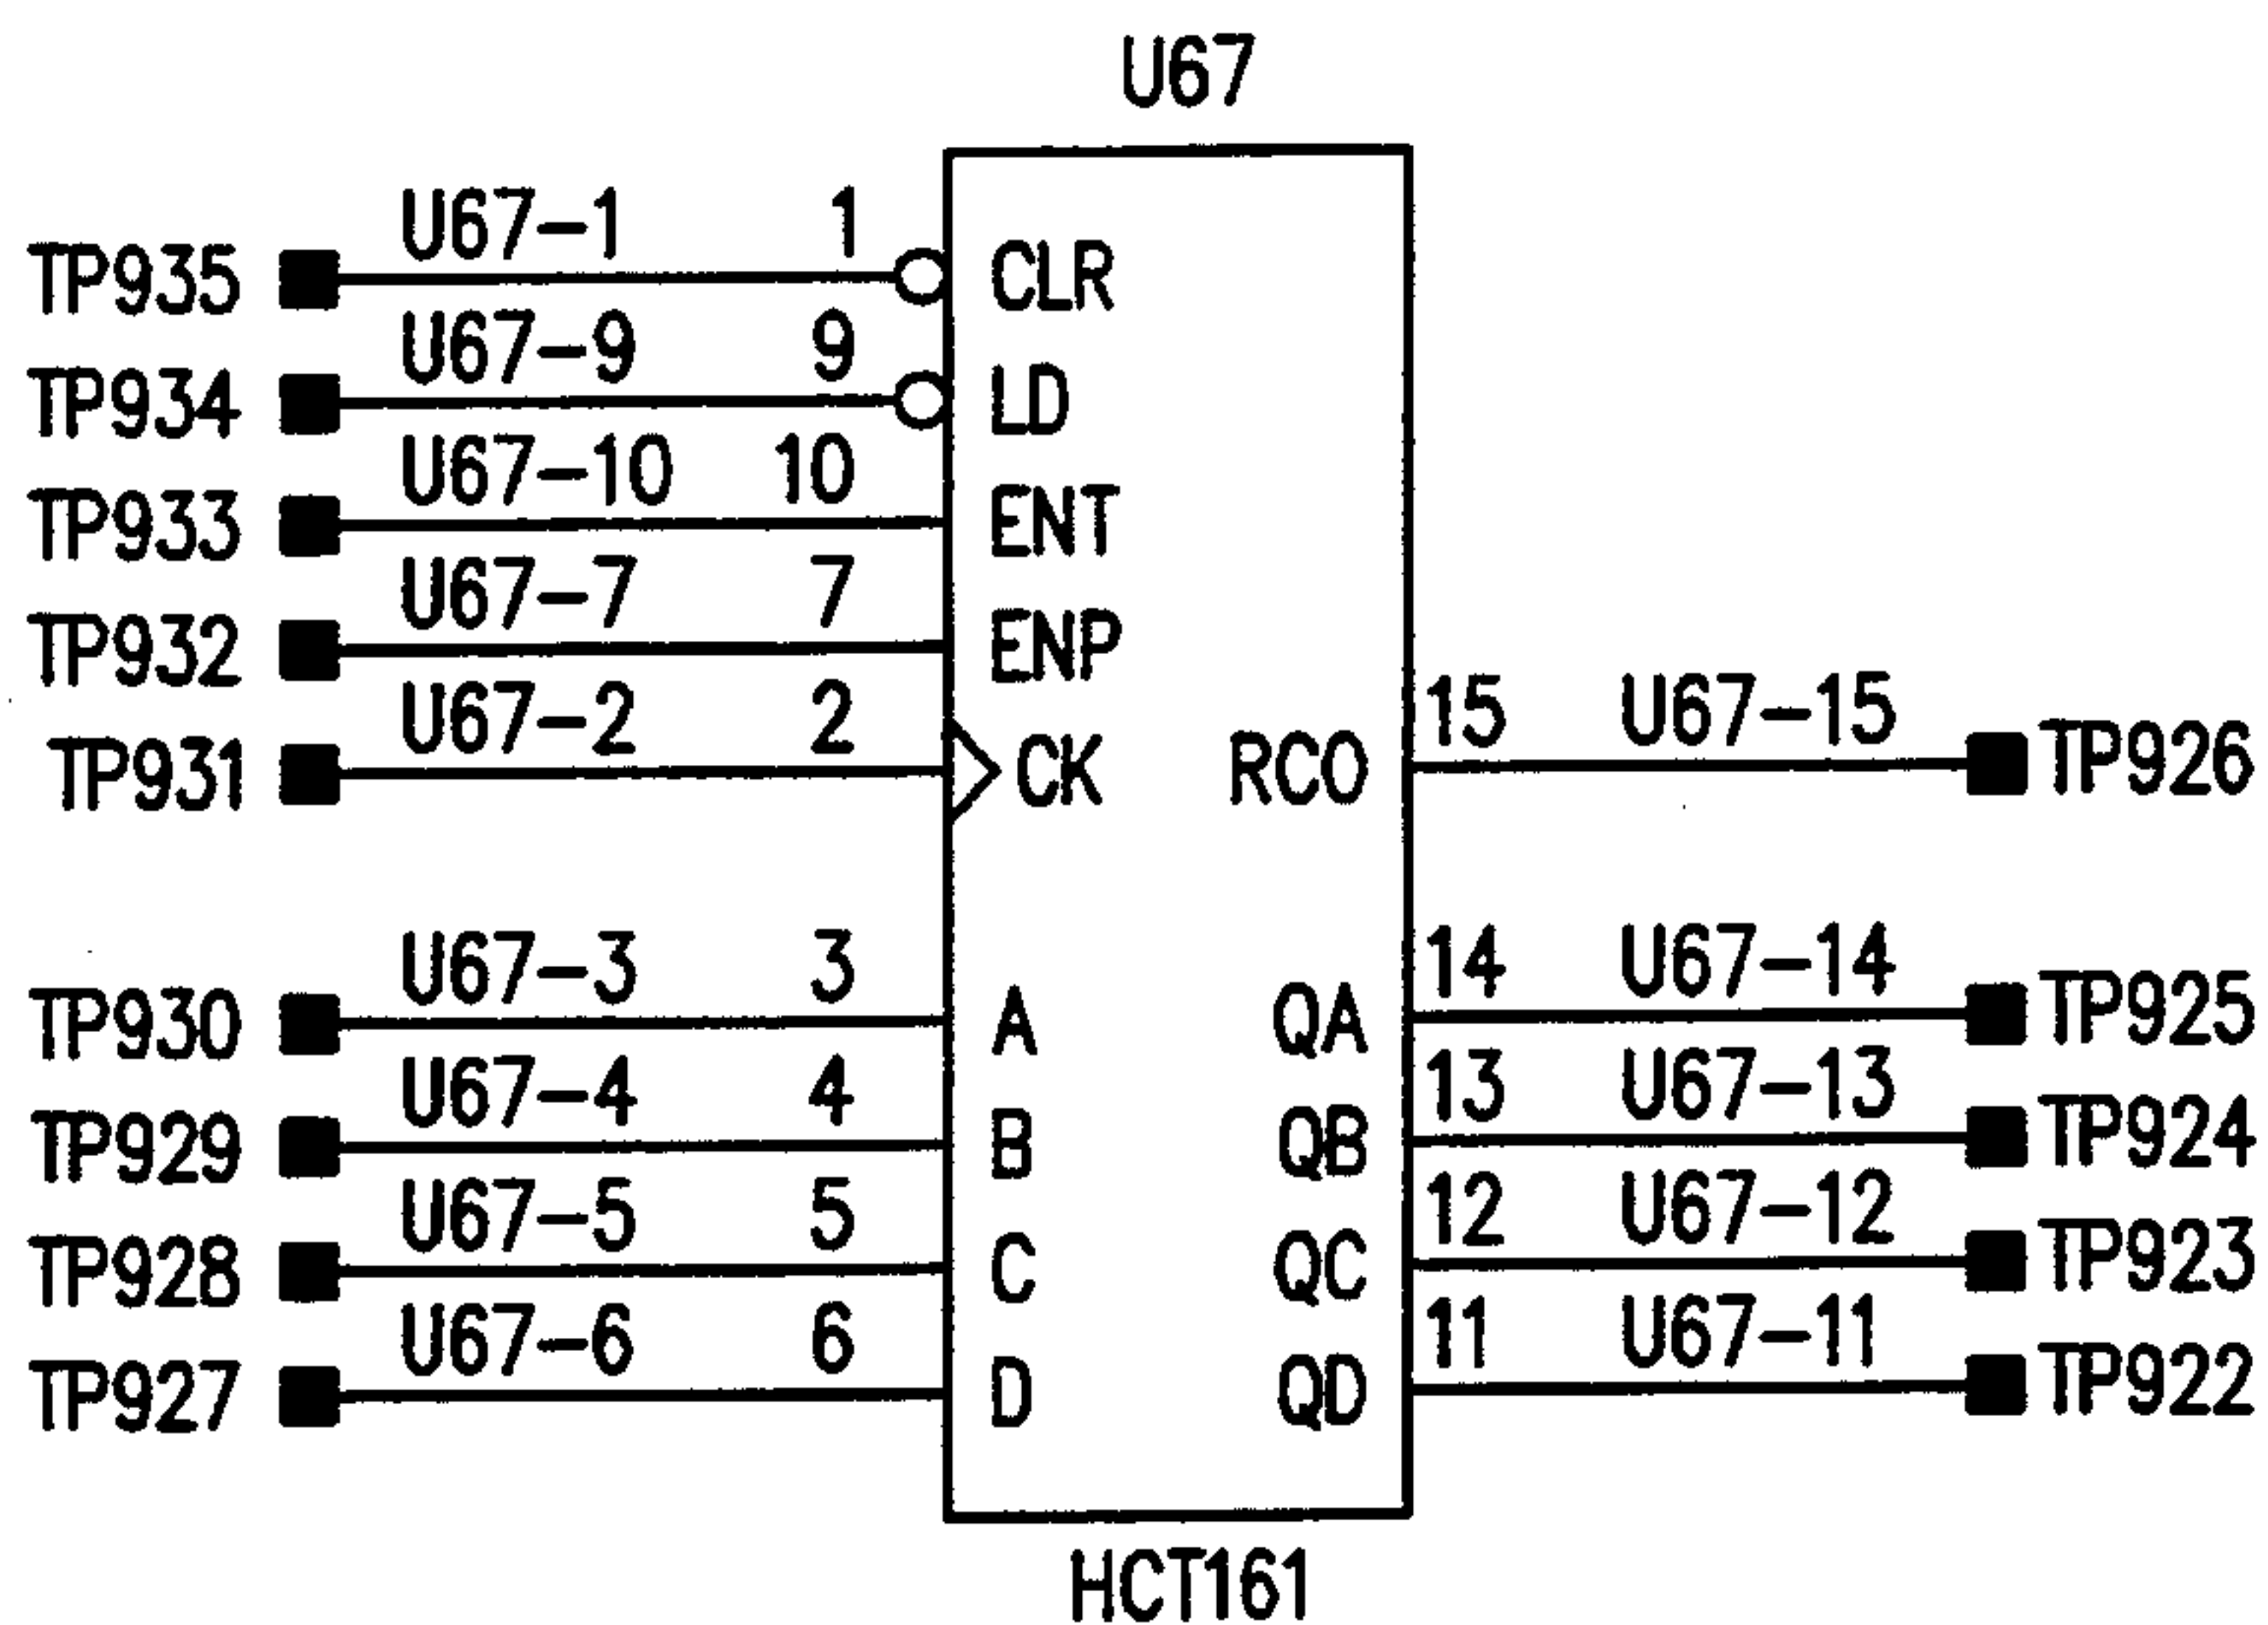 U67
U67-1 1
TP935 CLR
U67-9 9
TP934 LD
U67-10 10
TP933 ENT
U67-7 7
TP932 ENP
U67-2 2 15 U67-15
TP931 CK RCO TP926
U67-3 3 14 U67-14
TP930 A QA TP925
U67-4 4 13 U67-13
TP929 B QB TP924
U67-5 5 12 U67-12
TP928 C QC TP923
U67-6 6 11 U67-11
TP927 D QD TP922
HCT161